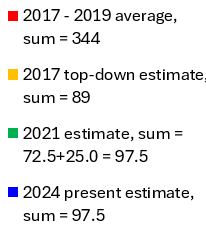 2017 - 2019 average,
sum = 344
2017 top-down estimate,
sum = 89
2021 estimate, sum =
72.5+25.0 = 97.5
2024 present estimate,
sum = 97.5